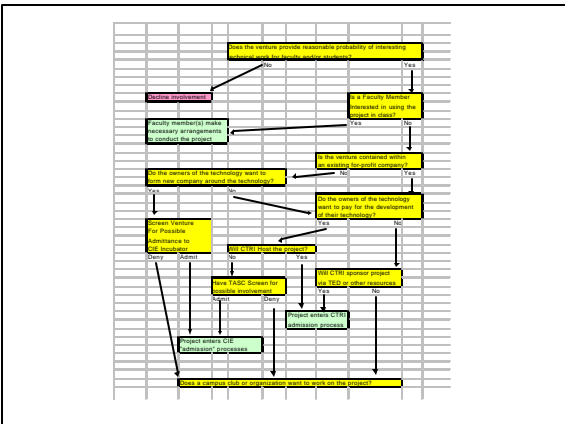 Does the venture provide reasonable probability of interesting
technical work for faculty and/or students?
No
Yes
Decline involvement
Is a Faculty Member
Interested in using the
project in class?
Faculty member(s) make
necessary arrangements
to conduct the project
Yes
No
Is the venture contained within
an existing for-profit company?
Do the owners of the technology want to
form new company around the technology?
No
Yes
Yes
No
Do the owners of the technology
want to pay for the development
of their technology?
Screen Venture
For Possible
Admittance to
CIE Incubator
Yes
No
Will CTRI Host the project?
Deny
Admit
No
Yes
Will CTRI sponsor project
via TED or other resources
Have TASC Screen for
possible involvement
Yes
No
Admit
Deny
Project enters CTRI
admission process
Project enters CIE
"admission" processes
Does a campus club or organization want to work on the project?